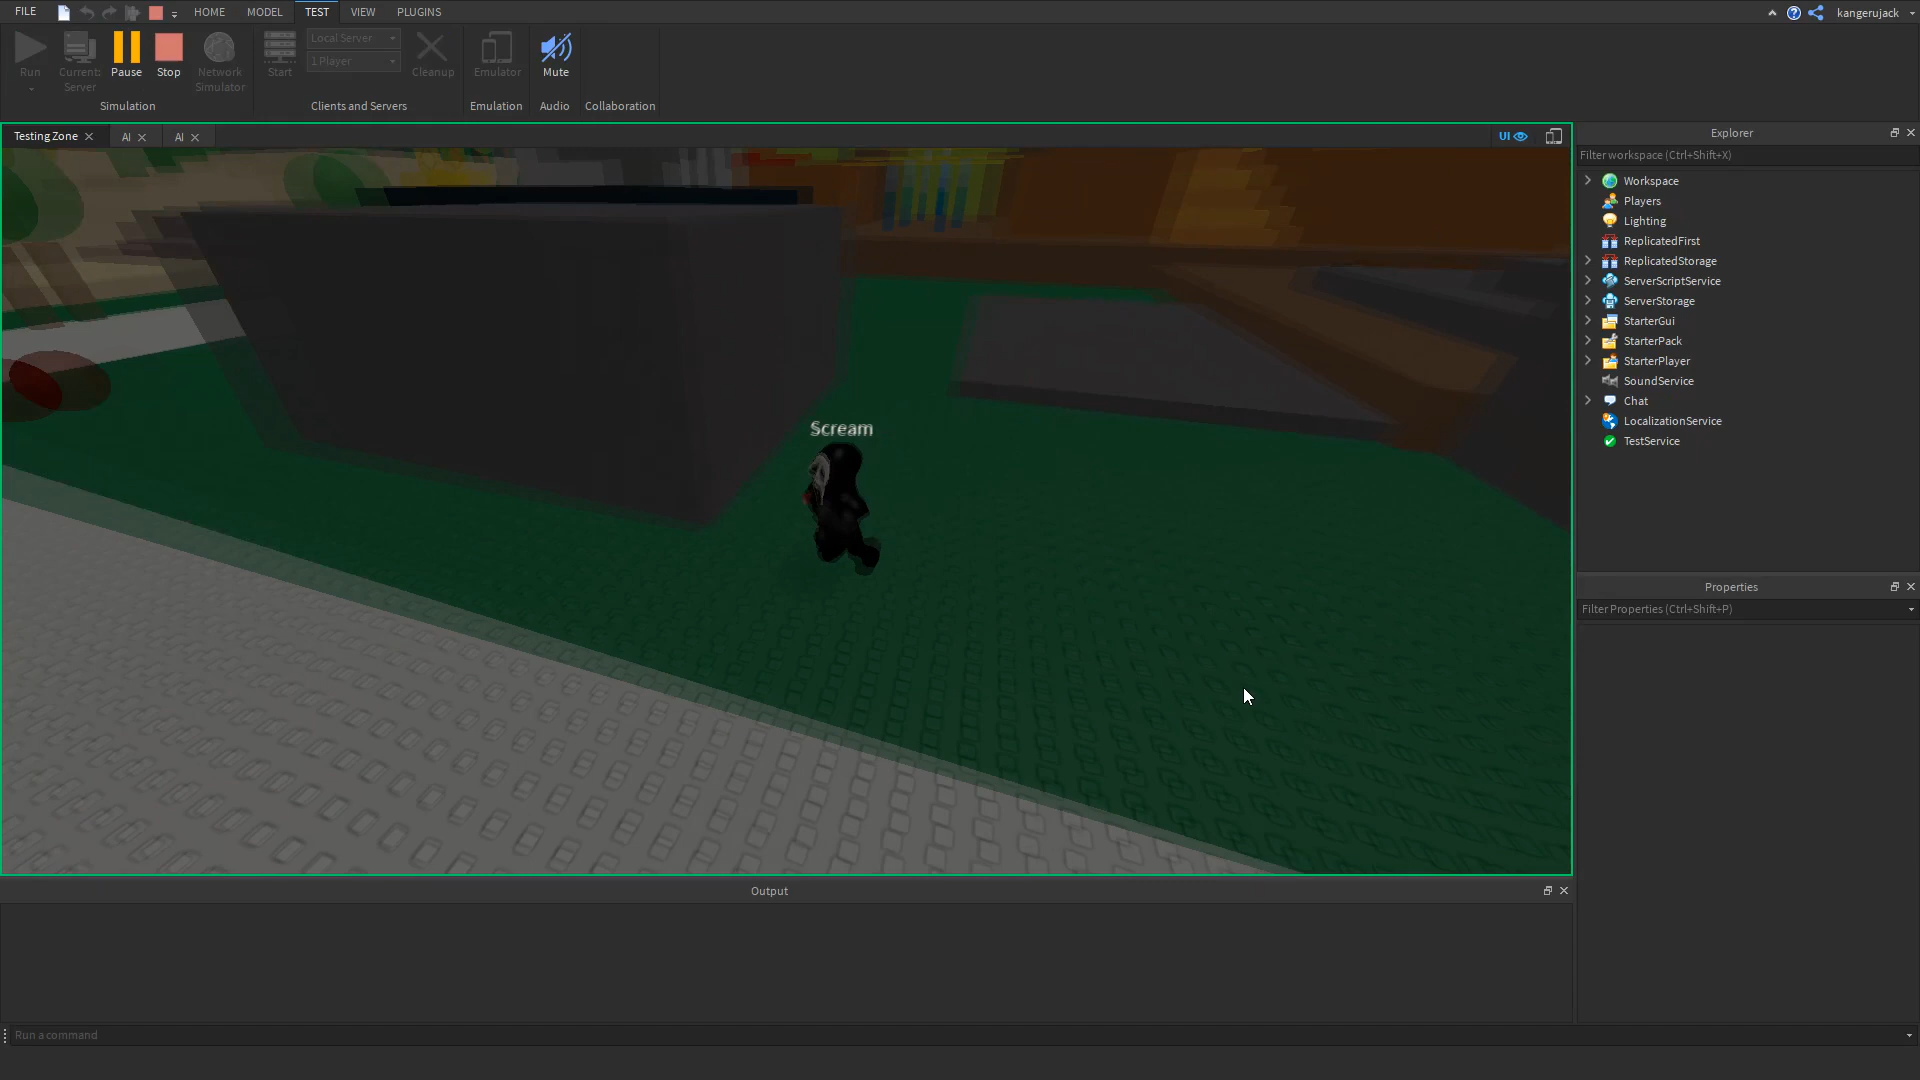 FILE HOME MODEL TEST VIEW PLUGINS kangerujack
Run Current: Server Pause Stop Network Simulator Start Local Server 1 Player Cleanup Emulator Mute
Simulation Clients and Servers Emulation Audio Collaboration
Testing Zone AI AI UI
Scream
Explorer
Filter workspace (Ctrl+Shift+X)
Workspace
Players
Lighting
ReplicatedFirst
ReplicatedStorage
ServerScriptService
ServerStorage
StarterGui
StarterPack
StarterPlayer
SoundService
Chat
LocalizationService
TestService
Properties
Filter Properties (Ctrl+Shift+P)
Output
Run a command